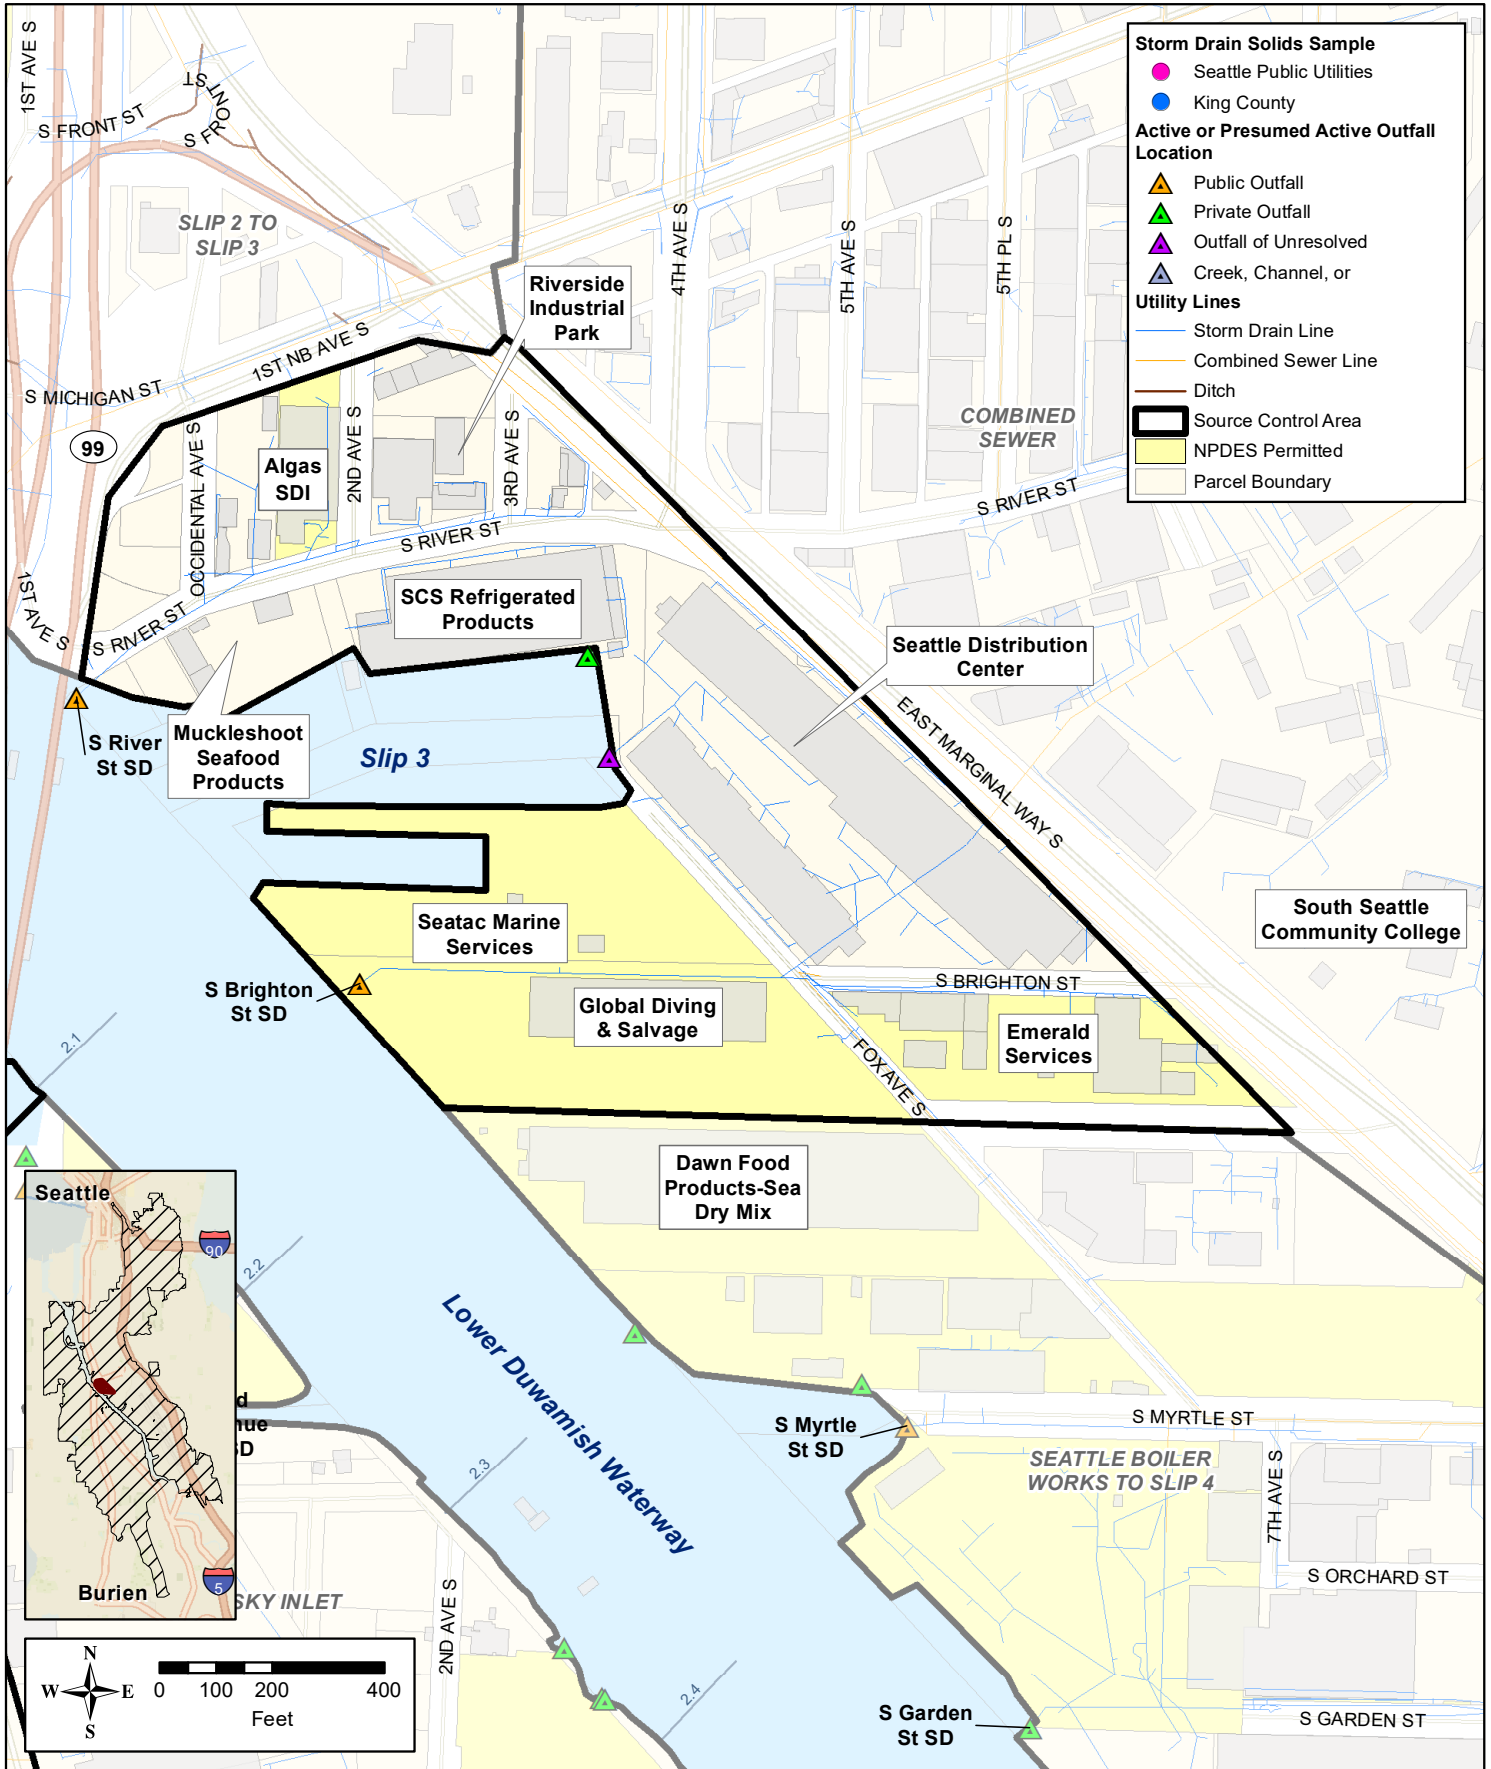 1ST AVE S
S FRONT ST
S FRONT ST
SLIP 2 TO
SLIP 3
S MICHIGAN ST
1ST NB AVE S
99
Riverside
Industrial
Park
4TH AVE S
5TH AVE S
5TH PL S
COMBINED
SEWER
Storm Drain Solids Sample
Seattle Public Utilities
King County
Active or Presumed Active Outfall
Location
Public Outfall
Private Outfall
Outfall of Unresolved
Creek, Channel, or
Utility Lines
Storm Drain Line
Combined Sewer Line
Ditch
Source Control Area
NPDES Permitted
Parcel Boundary
Algas
SDI
OCCIDENTAL AVE S
2ND AVE S
3RD AVE S
S RIVER ST
S RIVER ST
S RIVER ST
1ST AVE S
SCS Refrigerated
Products
Seattle Distribution
Center
EAST MARGINAL WAY S
S River
St SD
Muckleshoot
Seafood
Products
Slip 3
South Seattle
Community College
Seatac Marine
Services
S Brighton
St SD
Global Diving
& Salvage
S BRIGHTON ST
Emerald
Services
FOX AVE S
2.1
Dawn Food
Products-Sea
Dry Mix
Seattle
90
2.2
Lower Duwamish Waterway
d
nue
SD
2.3
S Myrtle
St SD
S MYRTLE ST
SEATTLE BOILER
WORKS TO SLIP 4
7TH AVE S
S ORCHARD ST
Burien
5
SKY INLET
2ND AVE S
2.4
S Garden
St SD
S GARDEN ST
N
W E
S
0 100 200 400
Feet